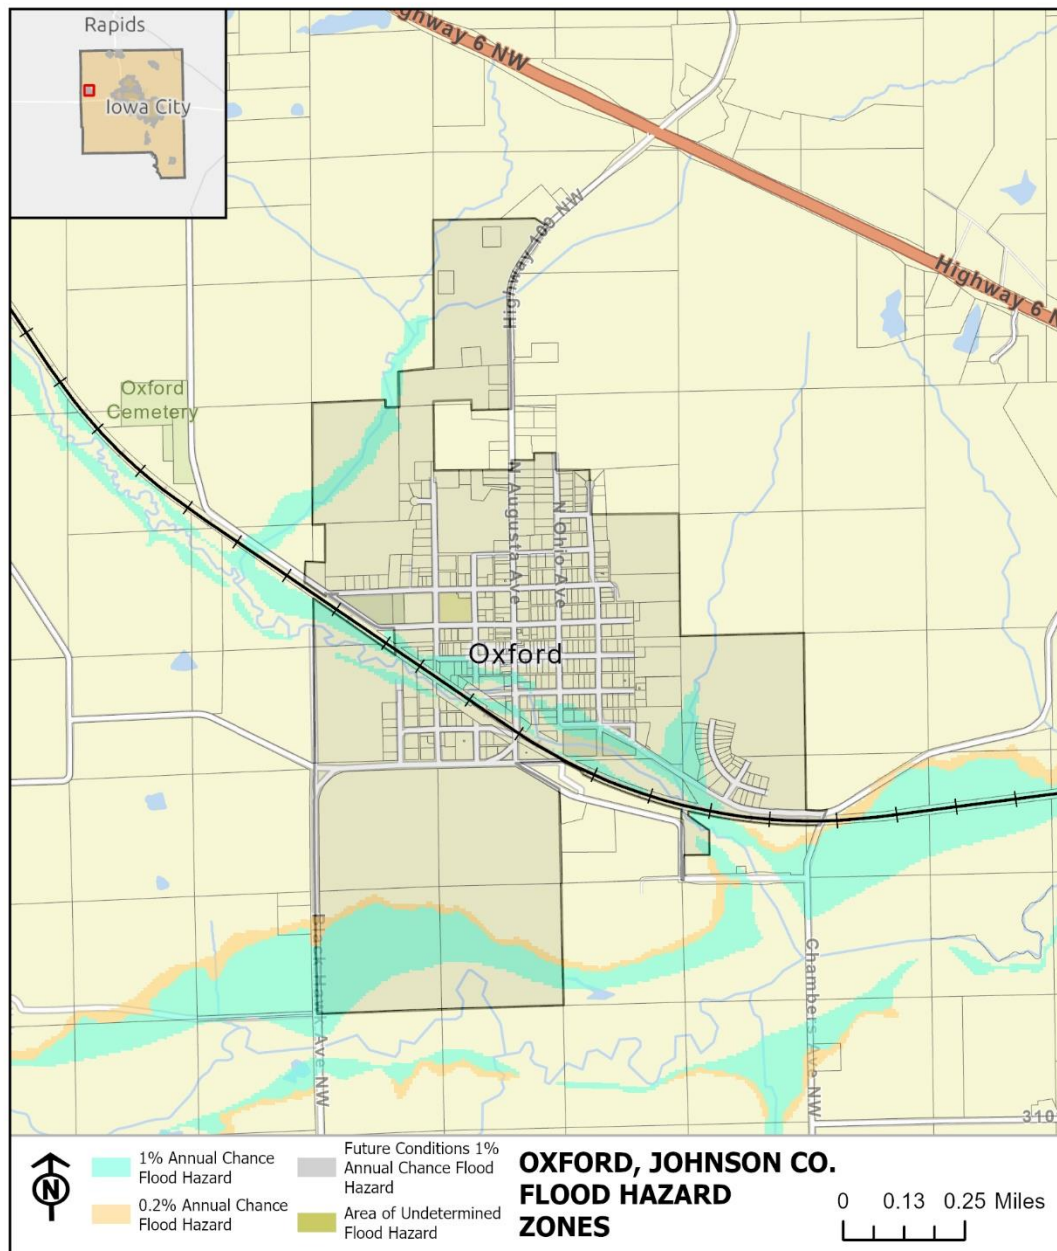 Rapids
Iowa City
Highway 6 NW
Highway 109 NW
Highway 6 N
Oxford
Cemetery
N Augusta Ave
N Ohio Ave
Oxford
Black Hawk Ave NW
Chambers Ave NW
310
N
1% Annual Chance
Flood Hazard
0.2% Annual Chance
Flood Hazard
Future Conditions 1%
Annual Chance Flood
Hazard
Area of Undetermined
Flood Hazard
OXFORD, JOHNSON CO.
FLOOD HAZARD
ZONES
0 0.13 0.25 Miles